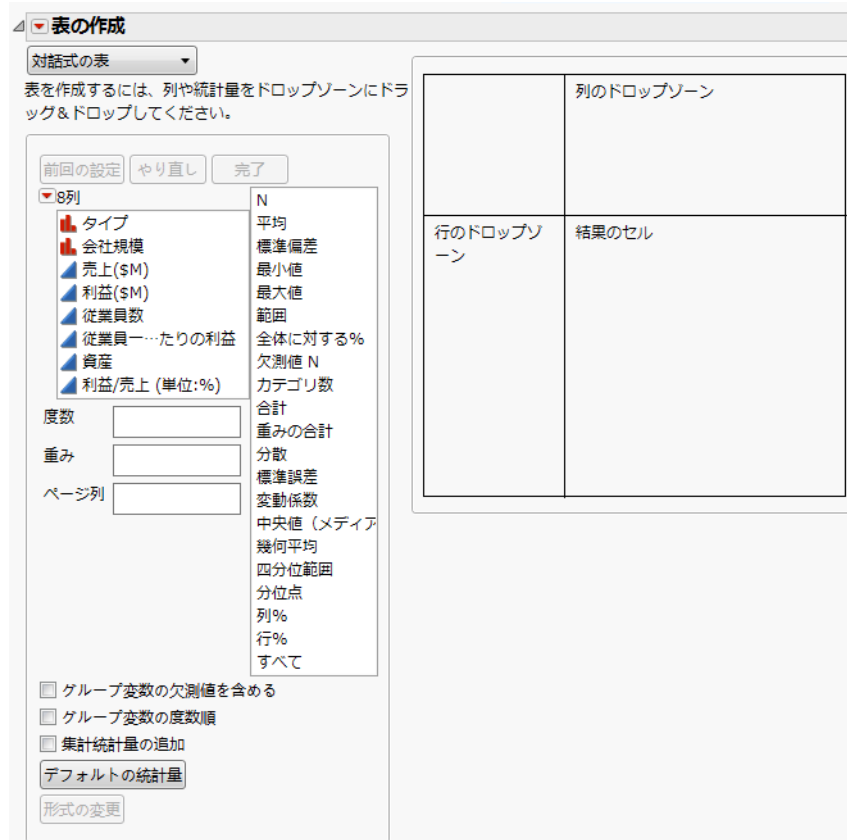 表の作成
対話式の表
表を作成するには、列や統計量をドロップゾーンにドラ
ッグ&ドロップしてください。
前回の設定 やり直し 完了
8列
タイプ
会社規模
売上($M)
利益($M)
従業員数
従業員一…たりの利益
資産
利益/売上 (単位:%)
度数
重み
ページ列
N
平均
標準偏差
最小値
最大値
範囲
全体に対する%
欠測値 N
カテゴリ数
合計
重みの合計
分散
標準誤差
変動係数
中央値（メディア
幾何平均
四分位範囲
分位点
列%
行%
すべて
グループ変数の欠測値を含める
グループ変数の度数順
集計統計量の追加
デフォルトの統計量
形式の変更
列のドロップゾーン
行のドロップゾ
ーン
結果のセル